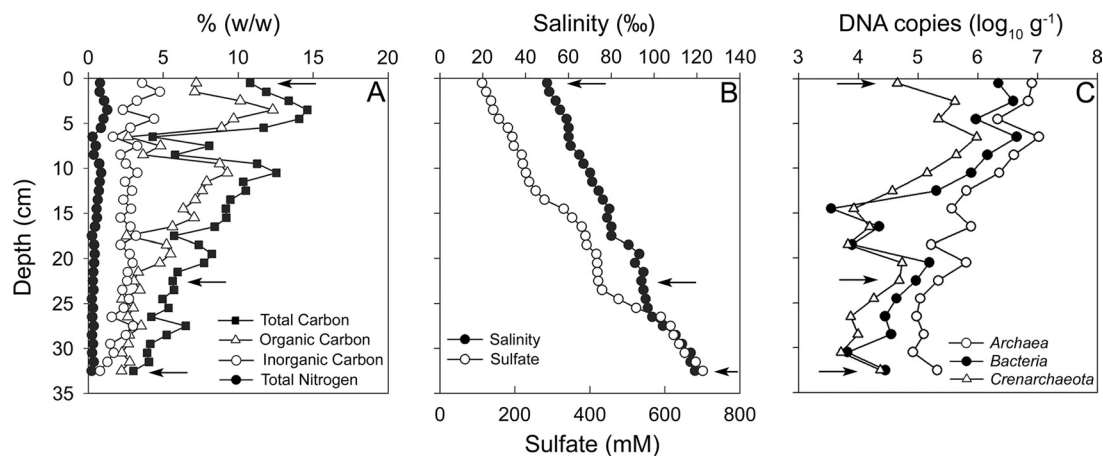 % (w/w)
0 5 10 15 20
A
0
5
10
15
20
25
30
35
Depth (cm)
Total Carbon
Organic Carbon
Inorganic Carbon
Total Nitrogen
Salinity (‰)
0 20 40 60 80 100 120 140
B
Salinity
Sulfate
200 400 600 800
Sulfate (mM)
DNA copies (log10 g-1)
3 4 5 6 7 8
C
Archaea
Bacteria
Crenarchaeota